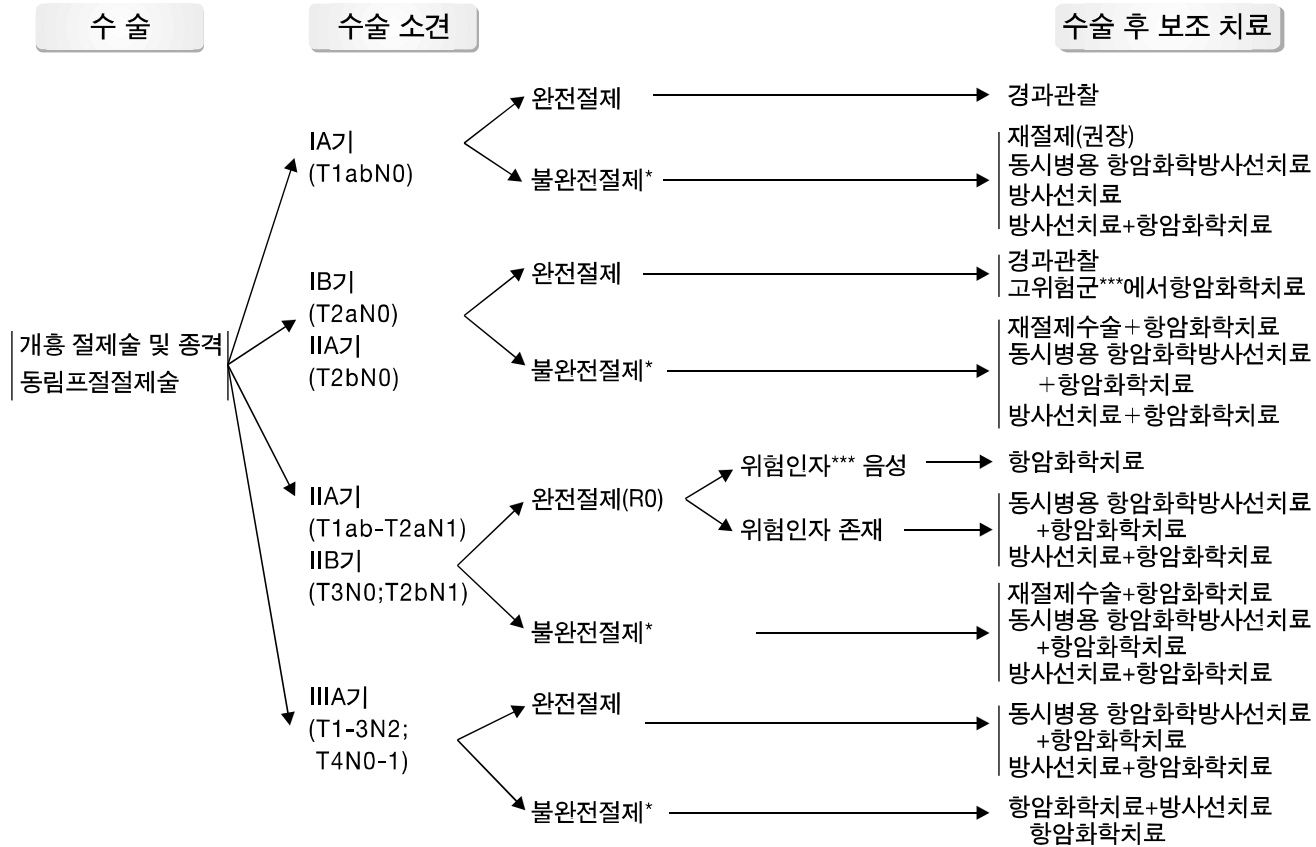 수 술
수술 소견
수술 후 보조 치료
개흉 절제술 및 종격
동림프절절제술
IA기
(T1abN0)
완전절제
경과관찰
불완전절제*
재절제(권장)
동시병용 항암화학방사선치료
방사선치료
방사선치료+항암화학치료
IB기
(T2aN0)
IIA기
(T2bN0)
완전절제
경과관찰
고위험군***에서항암화학치료
불완전절제*
재절제수술+항암화학치료
동시병용 항암화학방사선치료
+항암화학치료
방사선치료+항암화학치료
IIA기
(T1ab-T2aN1)
IIB기
(T3N0;T2bN1)
완전절제(R0)
위험인자*** 음성
항암화학치료
위험인자 존재
동시병용 항암화학방사선치료
+항암화학치료
방사선치료+항암화학치료
불완전절제*
재절제수술+항암화학치료
동시병용 항암화학방사선치료
+항암화학치료
방사선치료+항암화학치료
IIIA기
(T1-3N2;
T4N0-1)
완전절제
동시병용 항암화학방사선치료
+항암화학치료
방사선치료+항암화학치료
불완전절제*
항암화학치료+방사선치료
항암화학치료